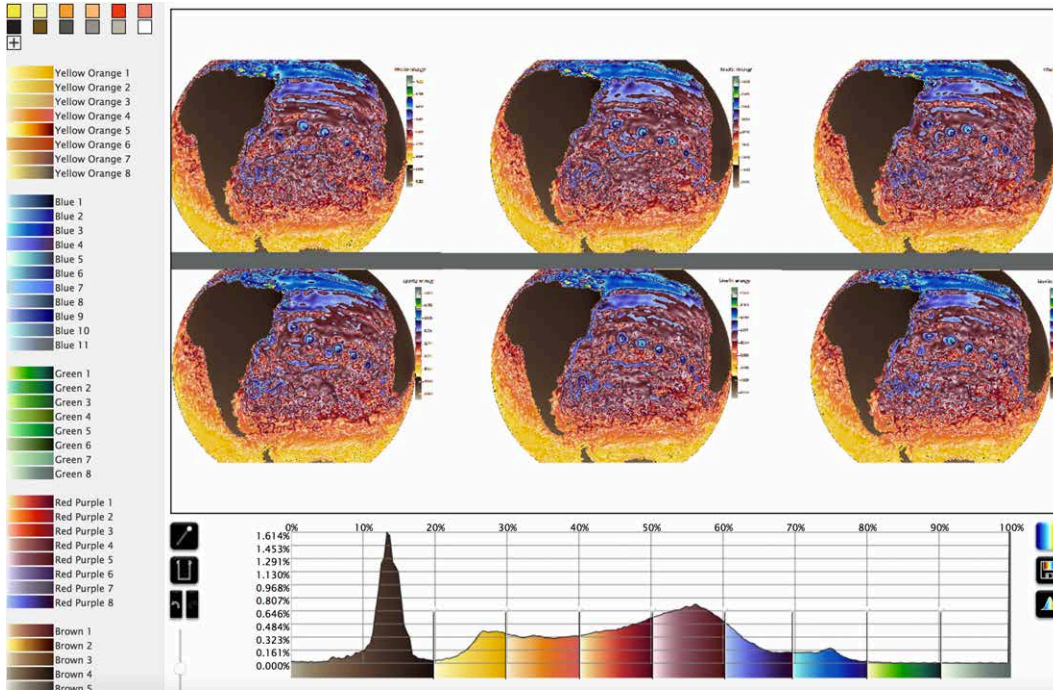 Yellow Orange 1
Yellow Orange 2
Yellow Orange 3
Yellow Orange 4
Yellow Orange 5
Yellow Orange 6
Yellow Orange 7
Yellow Orange 8
Blue 1
Blue 2
Blue 3
Blue 4
Blue 5
Blue 6
Blue 7
Blue 8
Blue 9
Blue 10
Blue 11
Green 1
Green 2
Green 3
Green 4
Green 5
Green 6
Green 7
Green 8
Red Purple 1
Red Purple 2
Red Purple 3
Red Purple 4
Red Purple 5
Red Purple 6
Red Purple 7
Red Purple 8
Brown 1
Brown 2
Brown 3
Brown 4
Brown 5
0% 10% 20% 30% 40% 50% 60% 70% 80% 90% 100%
1.614%
1.453%
1.291%
1.130%
0.968%
0.807%
0.646%
0.484%
0.323%
0.161%
0.000%